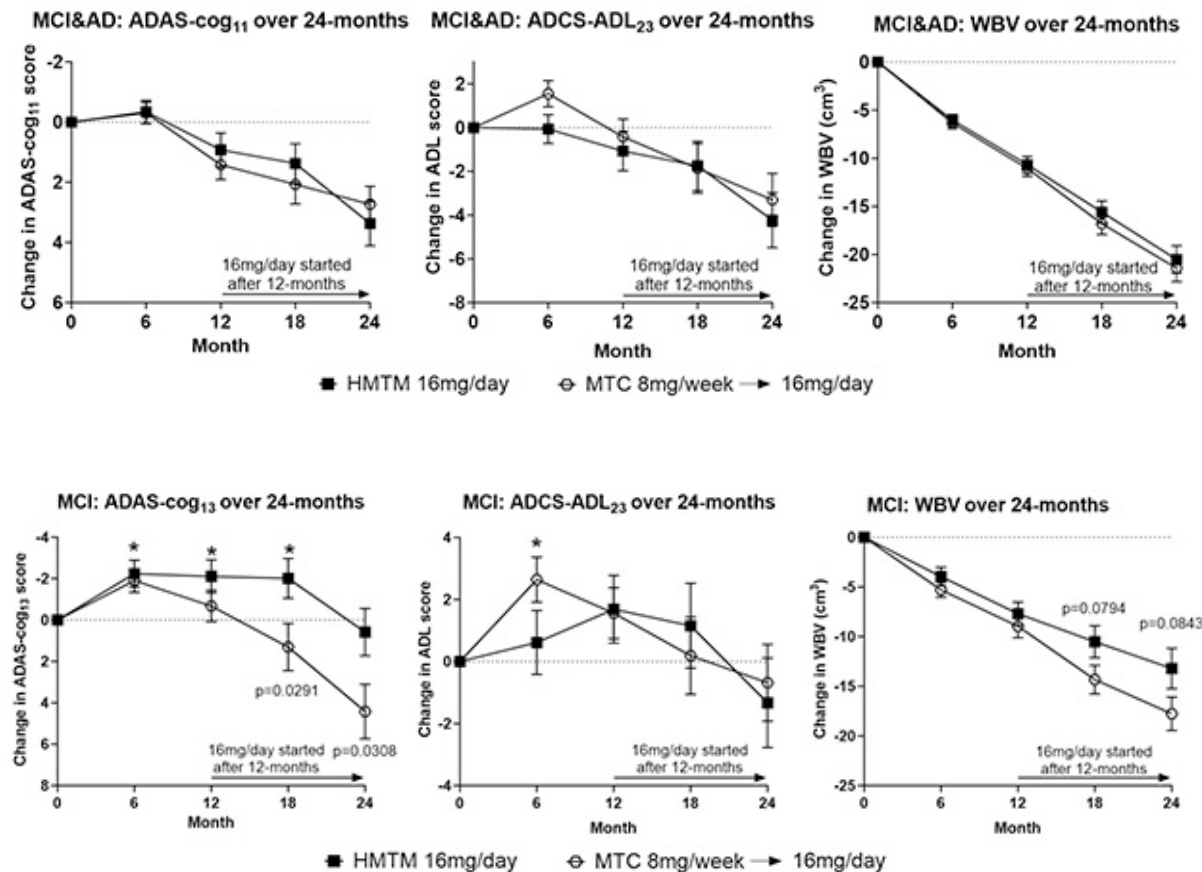 MCI&AD: ADAS-cog11 over 24-months
Change in ADAS-cog11 score
-2
0
2
4
6
16mg/day started
after 12-months
0 6 12 18 24
Month
MCI&AD: ADCS-ADL23 over 24-months
Change in ADL score
2
0
-2
-4
-6
-8
16mg/day started
after 12-months
0 6 12 18 24
Month
MCI&AD: WBV over 24-months
Change in WBV (cm3)
0
-5
-10
-15
-20
-25
16mg/day started
after 12-months
0 6 12 18 24
Month
HMTM 16mg/day MTC 8mg/week 16mg/day
MCI: ADAS-cog13 over 24-months
Change in ADAS-cog13 score
-4
-2
0
2
4
6
8
* * *
p=0.0291
p=0.0308
16mg/day started
after 12-months
0 6 12 18 24
Month
MCI: ADCS-ADL23 over 24-months
Change in ADL score
4
2
0
-2
-4
*
16mg/day started
after 12-months
0 6 12 18 24
Month
MCI: WBV over 24-months
Change in WBV (cm3)
0
-5
-10
-15
-20
-25
p=0.0794
p=0.0843
16mg/day started
after 12-months
0 6 12 18 24
Month
HMTM 16mg/day MTC 8mg/week 16mg/day